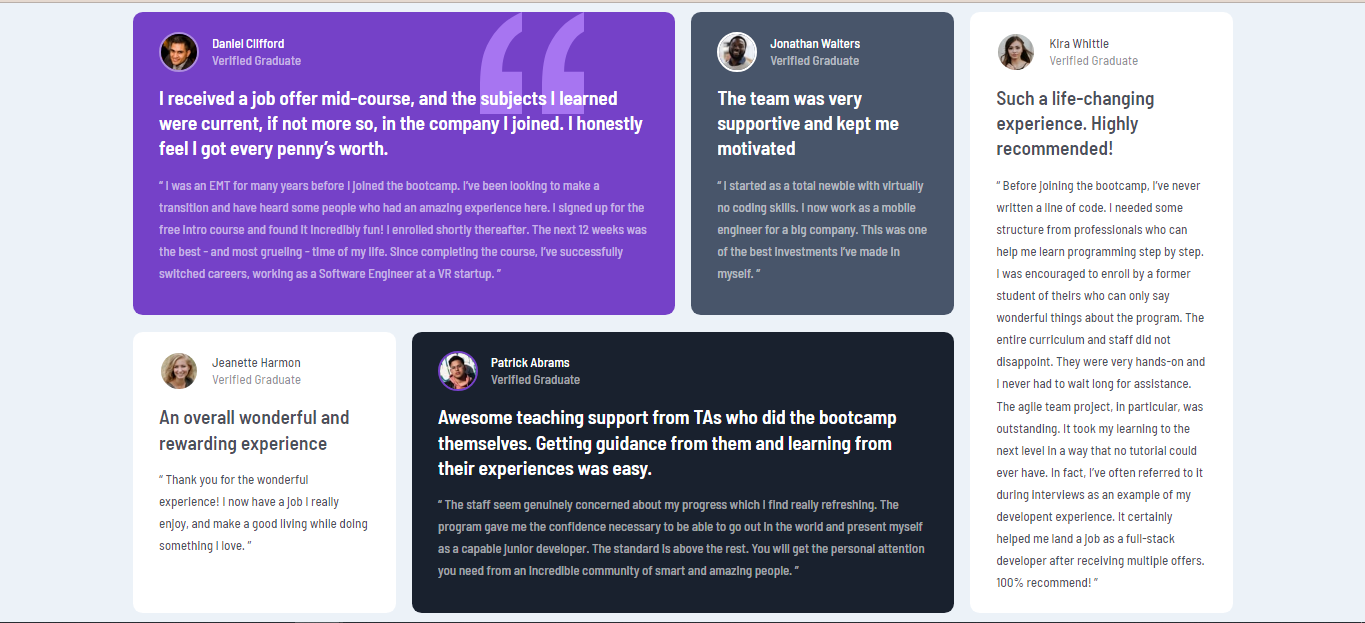 Daniel Clifford
Verified Graduate
I received a job offer mid-course, and the subjects I learned
were current, if not more so, in the company I joined. I honestly
feel I got every penny’s worth.
“ I was an EMT for many years before I joined the bootcamp. I’ve been looking to make a
transition and have heard some people who had an amazing experience here. I signed up for the
free intro course and found it incredibly fun! I enrolled shortly thereafter. The next 12 weeks was
the best - and most grueling - time of my life. Since completing the course, I’ve successfully
switched careers, working as a Software Engineer at a VR startup. ”
Jonathan Walters
Verified Graduate
The team was very
supportive and kept me
motivated
“ I started as a total newbie with virtually
no coding skills. I now work as a mobile
engineer for a big company. This was one
of the best investments I’ve made in
myself. ”
Kira Whittle
Verified Graduate
Such a life-changing
experience. Highly
recommended!
“ Before joining the bootcamp, I’ve never
written a line of code. I needed some
structure from professionals who can
help me learn programming step by step.
I was encouraged to enroll by a former
student of theirs who can only say
wonderful things about the program. The
entire curriculum and staff did not
disappoint. They were very hands-on and
I never had to wait long for assistance.
The agile team project, in particular, was
outstanding. It took my learning to the
next level in a way that no tutorial could
ever have. In fact, I’ve often referred to it
during interviews as an example of my
developent experience. It certainly
helped me land a job as a full-stack
developer after receiving multiple offers.
100% recommend! ”
Jeanette Harmon
Verified Graduate
An overall wonderful and
rewarding experience
“ Thank you for the wonderful
experience! I now have a job I really
enjoy, and make a good living while doing
something I love. ”
Patrick Abrams
Verified Graduate
Awesome teaching support from TAs who did the bootcamp
themselves. Getting guidance from them and learning from
their experiences was easy.
“ The staff seem genuinely concerned about my progress which I find really refreshing. The
program gave me the confidence necessary to be able to go out in the world and present myself
as a capable junior developer. The standard is above the rest. You will get the personal attention
you need from an incredible community of smart and amazing people. ”